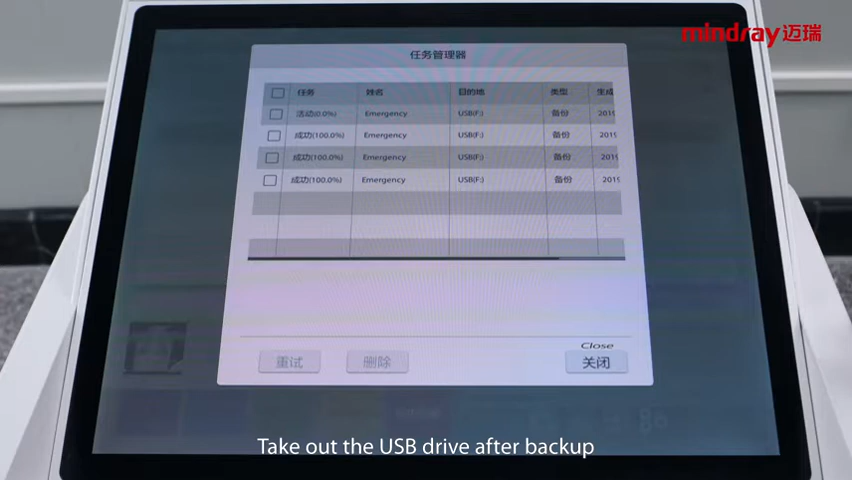 mindray迈瑞
任务管理器
任务 姓名 目的地 类型 生成
活动(0.0%) Emergency USB(F:) 备份 2019
成功(100.0%) Emergency USB(F:) 备份 2019
成功(100.0%) Emergency USB(F:) 备份 2019
成功(100.0%) Emergency USB(F:) 备份 2019
Close
重试 删除 关闭
Take out the USB drive after backup